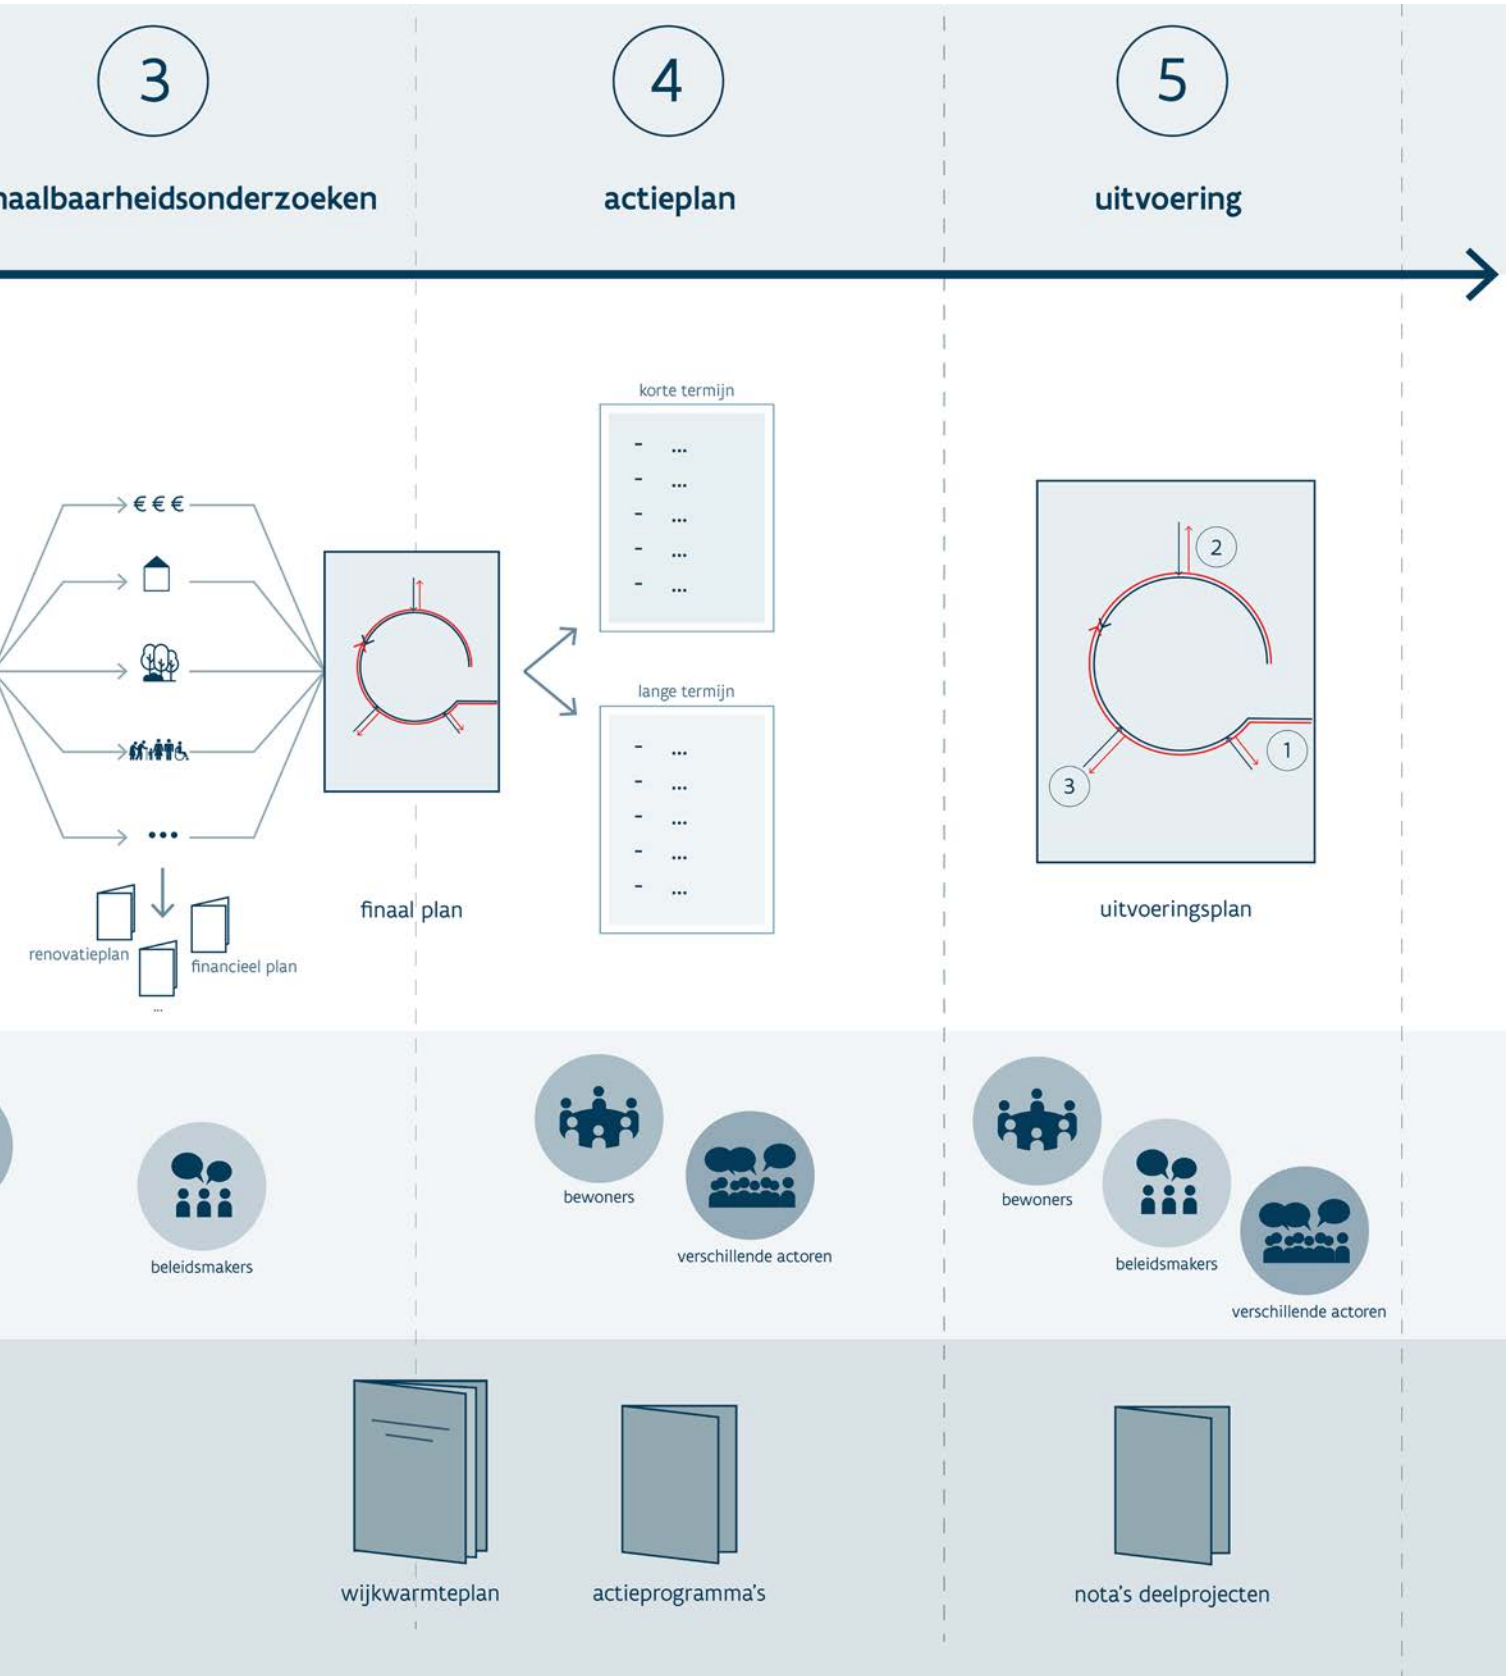 3
4
5
haalbaarheidsonderzoeken
actieplan
uitvoering
korte termijn
- ...
- ...
- ...
- ...
- ...
€ € €
...
lange termijn
- ...
- ...
- ...
- ...
- ...
2
1
3
renovatieplan
financieel plan
...
finaal plan
uitvoeringsplan
beleidsmakers
bewoners
verschillende actoren
bewoners
beleidsmakers
verschillende actoren
wijkwarmteplan
actieprogramma's
nota's deelprojecten